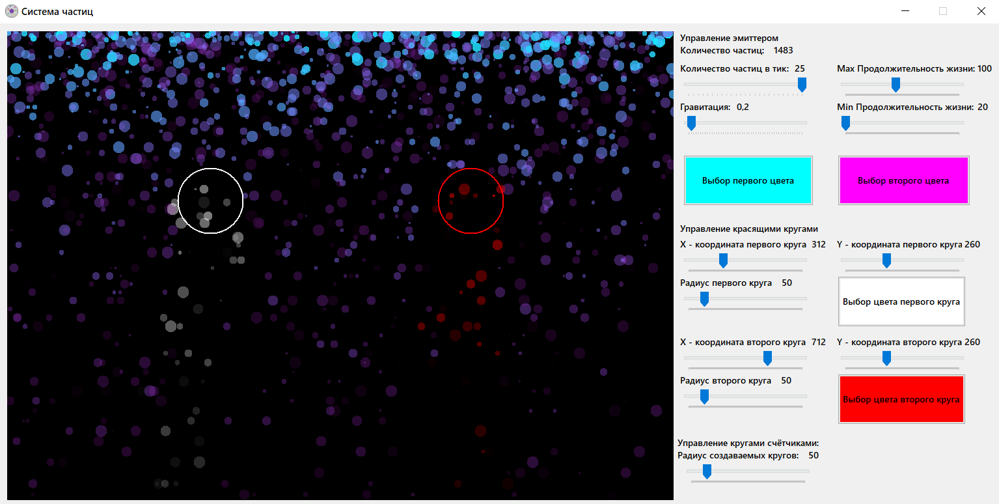 Система частиц
Управление эмиттером
Количество частиц: 1483
Количество частиц в тик: 25
Max Продолжительность жизни: 100
Гравитация: 0,2
Min Продолжительность жизни: 20
Выбор первого цвета
Выбор второго цвета
Управление красящими кругами
X - координата первого круга 312
Y - координата первого круга 260
Радиус первого круга 50
Выбор цвета первого круга
X - координата второго круга 712
Y - координата второго круга 260
Радиус второго круга 50
Выбор цвета второго круга
Управление кругами счётчиками:
Радиус создаваемых кругов: 50